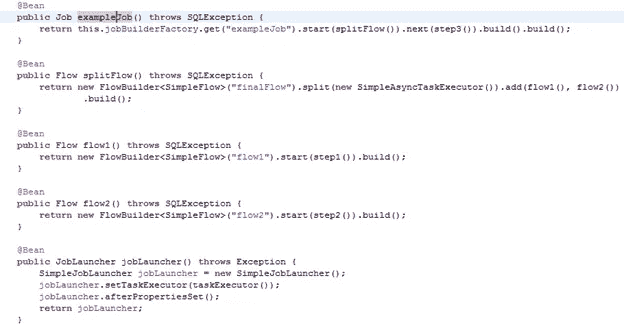 @Bean
public Job exampleJob() throws SQLException {
    return this.jobBuilderFactory.get("exampleJob").start(splitFlow()).next(step3()).build().build();
}
@Bean
public Flow splitFlow() throws SQLException {
    return new FlowBuilder<SimpleFlow>("finalFlow").split(new SimpleAsyncTaskExecutor()).add(flow1(), flow2())
            .build();
}
@Bean
public Flow flow1() throws SQLException {
    return new FlowBuilder<SimpleFlow>("flow1").start(step1()).build();
}
@Bean
public Flow flow2() throws SQLException {
    return new FlowBuilder<SimpleFlow>("flow2").start(step2()).build();
}
@Bean
public JobLauncher jobLauncher() throws Exception {
    SimpleJobLauncher jobLauncher = new SimpleJobLauncher();
    jobLauncher.setTaskExecutor(taskExecutor());
    jobLauncher.afterPropertiesSet();
    return jobLauncher;
}